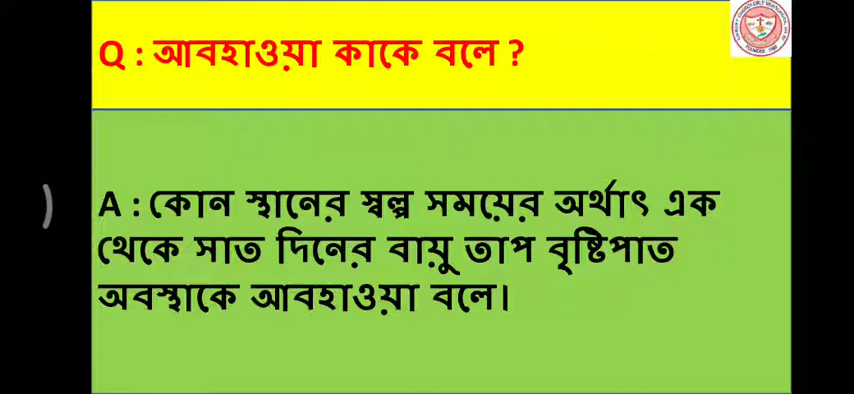 Q : আবহাওয়া কাকে বলে ?
A : কোন স্থানের স্বল্প সময়ের অর্থাৎ এক
থেকে সাত দিনের বায়ু তাপ বৃষ্টিপাত
অবস্থাকে আবহাওয়া বলে।